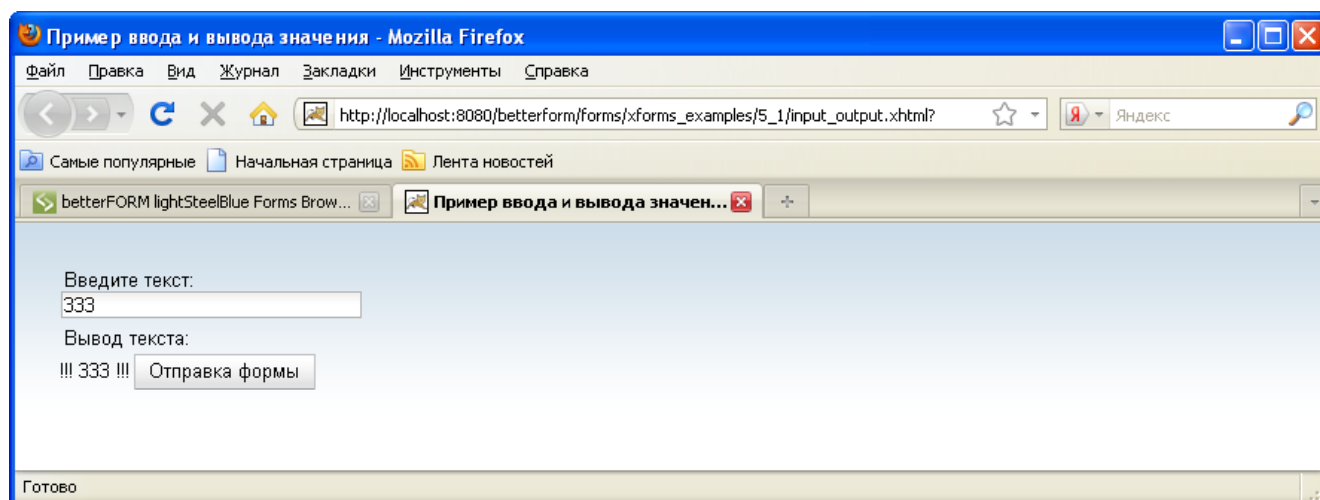 Пример ввода и вывода значения - Mozilla Firefox
Файл Правка Вид Журнал Закладки Инструменты Справка
http://localhost:8080/betterform/forms/xforms_examples/5_1/input_output.xhtml? Я Яндекс
Самые популярные Начальная страница Лента новостей
betterFORM lightSteelBlue Forms Brow... Пример ввода и вывода значен...
Введите текст:
333
Вывод текста:
!!! 333 !!! Отправка формы
Готово